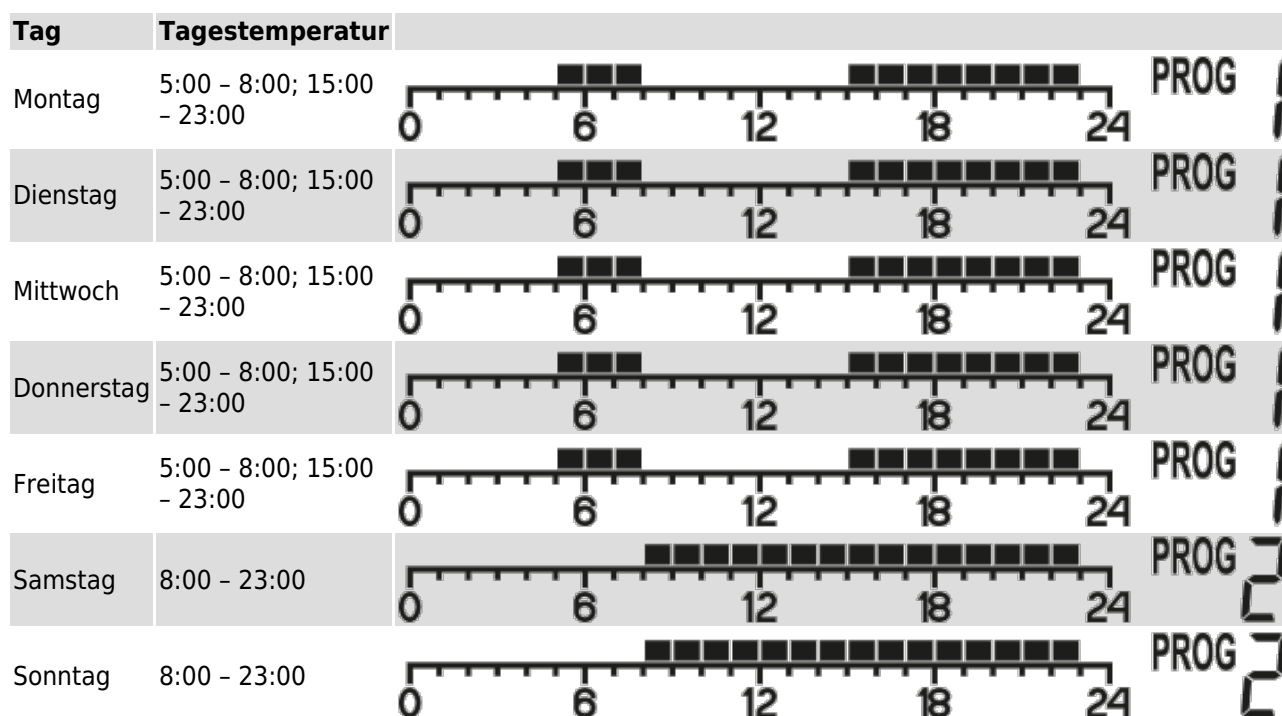 Tag Tagestemperatur
Montag 5:00 – 8:00; 15:00
– 23:00
PROG 1
0 6 12 18 24
Dienstag 5:00 – 8:00; 15:00
– 23:00
PROG 1
0 6 12 18 24
Mittwoch 5:00 – 8:00; 15:00
– 23:00
PROG 1
0 6 12 18 24
Donnerstag 5:00 – 8:00; 15:00
– 23:00
PROG 1
0 6 12 18 24
Freitag 5:00 – 8:00; 15:00
– 23:00
PROG 1
0 6 12 18 24
Samstag 8:00 – 23:00
PROG 2
0 6 12 18 24
Sonntag 8:00 – 23:00
PROG 2
0 6 12 18 24